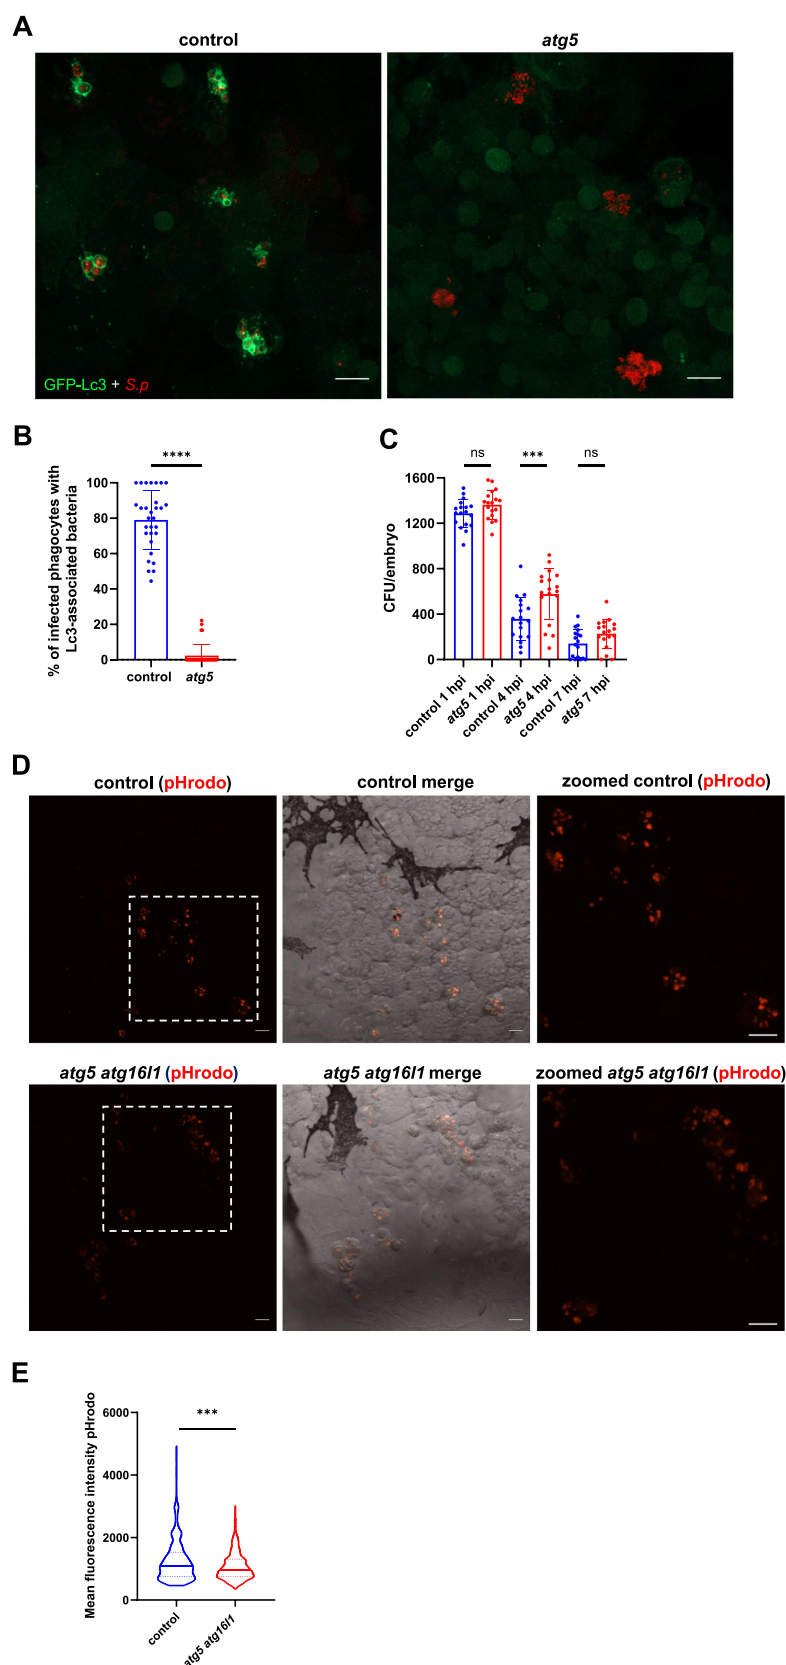 A
control
atg5
GFP-Lc3 + S.p
B
% of infected phagocytes with
Lc3-associated bacteria
****
100
80
60
40
20
0
control
atg5
C
CFU/embryo
ns
***
ns
1600
1200
800
400
0
control 1 hpi
atg5 1 hpi
control 4 hpi
atg5 4 hpi
control 7 hpi
atg5 7 hpi
D
control (pHrodo)
control merge
zoomed control (pHrodo)
atg5 atg16l1 (pHrodo)
atg5 atg16l1 merge
zoomed atg5 atg16l1 (pHrodo)
E
Mean fluorescence intensity pHrodo
***
6000
4000
2000
0
control
atg5 atg16l1